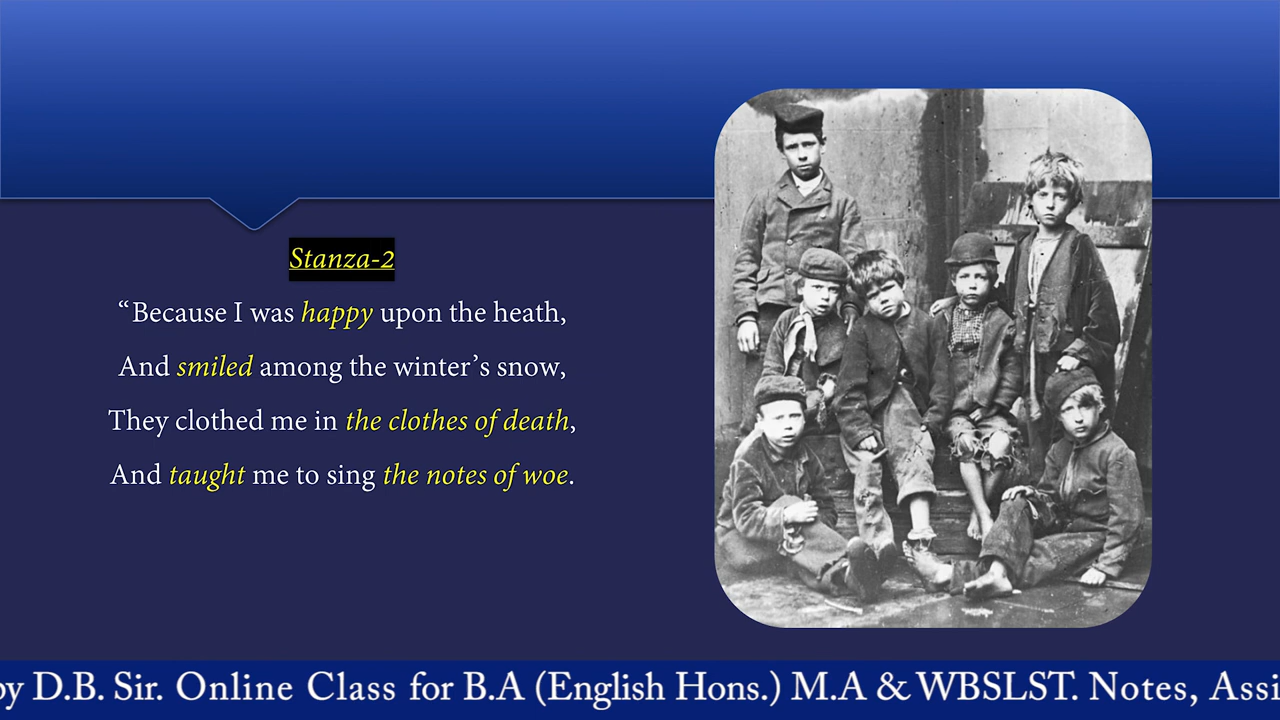 Stanza-2
“Because I was happy upon the heath,
And smiled among the winter’s snow,
They clothed me in the clothes of death,
And taught me to sing the notes of woe.
by D.B. Sir. Online Class for B.A (English Hons.) M.A & WBSLST. Notes,